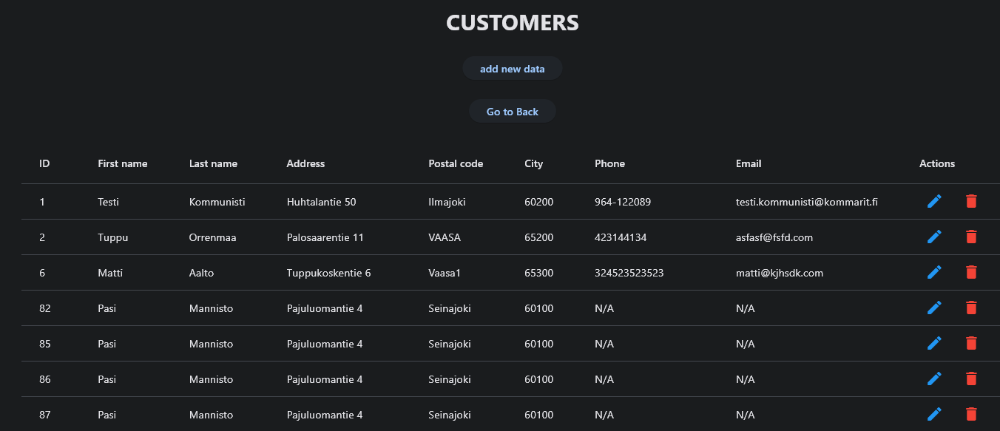 CUSTOMERS
add new data
Go to Back
ID First name Last name Address Postal code City Phone Email Actions
1 Testi Kommunisti Huhtalantie 50 Ilmajoki 60200 964-122089 testi.kommunisti@kommarit.fi
2 Tuppu Orrenmaa Palosaarentie 11 VAASA 65200 423144134 asfasf@fsfd.com
6 Matti Aalto Tuppukoskentie 6 Vaasa1 65300 324523523523 matti@kjhsdk.com
82 Pasi Mannisto Pajuluomantie 4 Seinajoki 60100 N/A N/A
85 Pasi Mannisto Pajuluomantie 4 Seinajoki 60100 N/A N/A
86 Pasi Mannisto Pajuluomantie 4 Seinajoki 60100 N/A N/A
87 Pasi Mannisto Pajuluomantie 4 Seinajoki 60100 N/A N/A